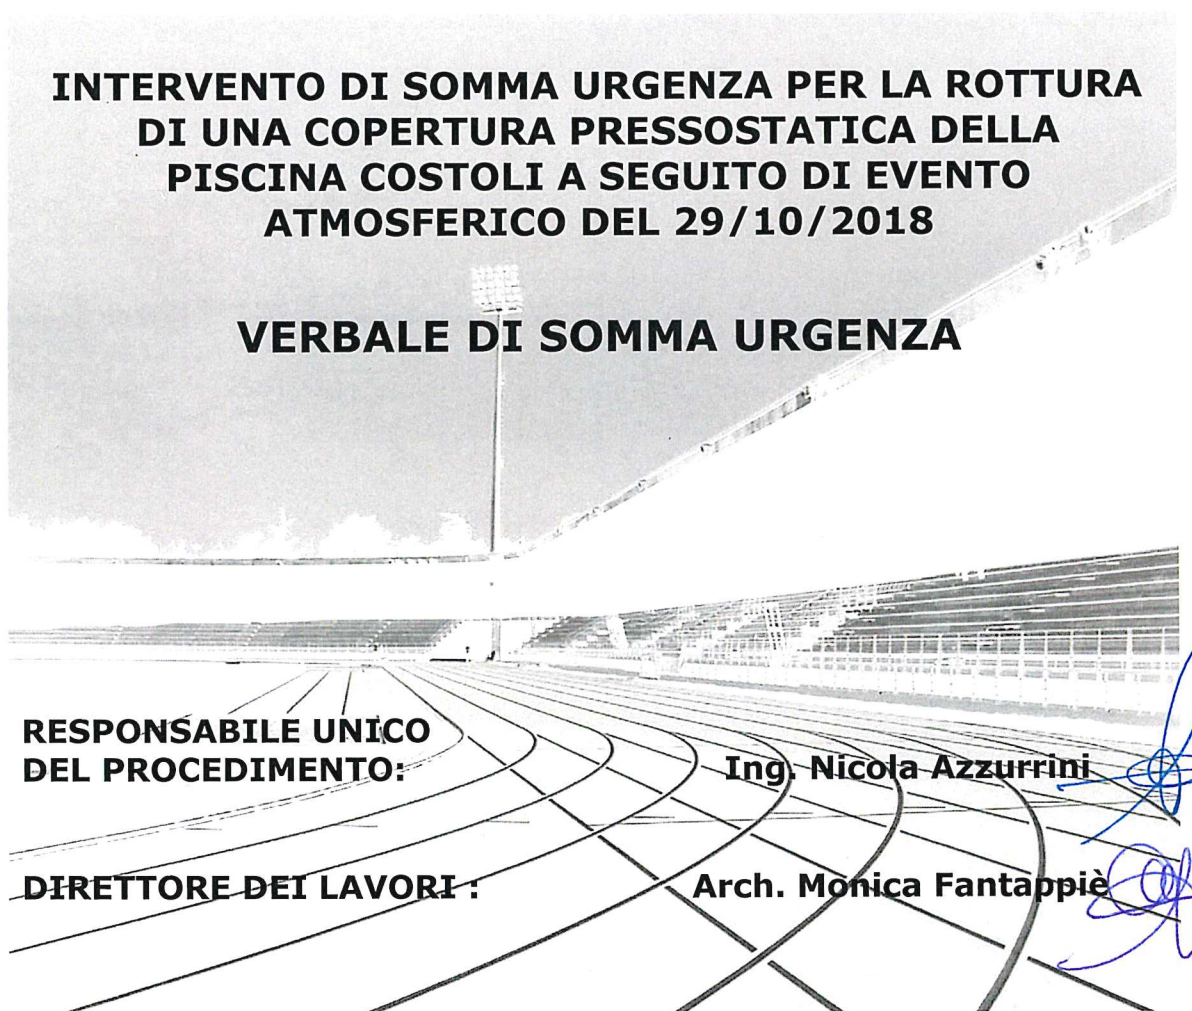 INTERVENTO DI SOMMA URGENZA PER LA ROTTURA
DI UNA COPERTURA PRESSOSTATICA DELLA
PISCINA COSTOLI A SEGUITO DI EVENTO
ATMOSFERICO DEL 29/10/2018
VERBALE DI SOMMA URGENZA
RESPONSABILE UNICO
DEL PROCEDIMENTO:
Ing. Nicola Azzurrini
DIRETTORE DEI LAVORI :
Arch. Monica Fantappiè